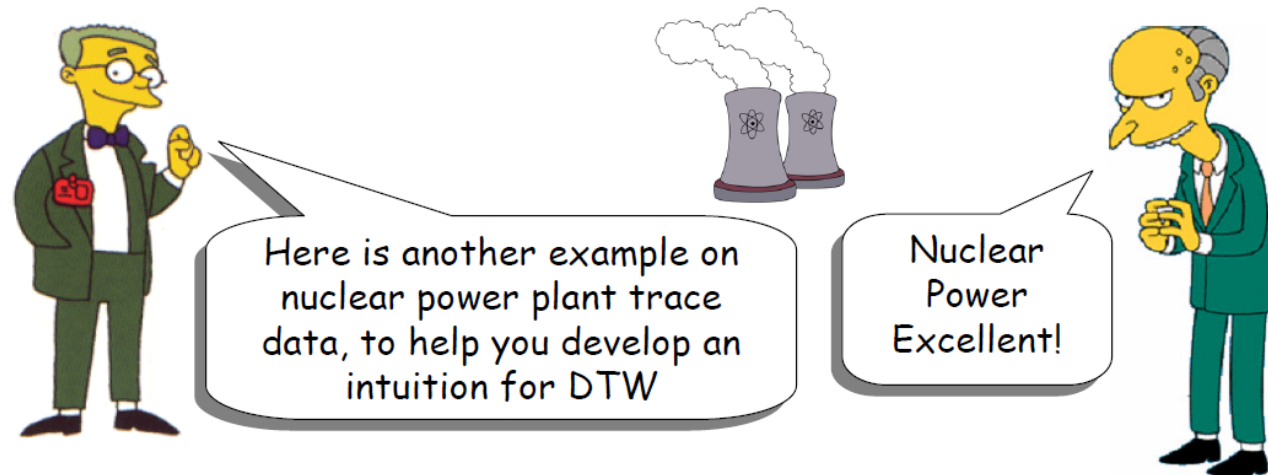 Here is another example on
nuclear power plant trace
data, to help you develop an
intuition for DTW
Nuclear
Power
Excellent!